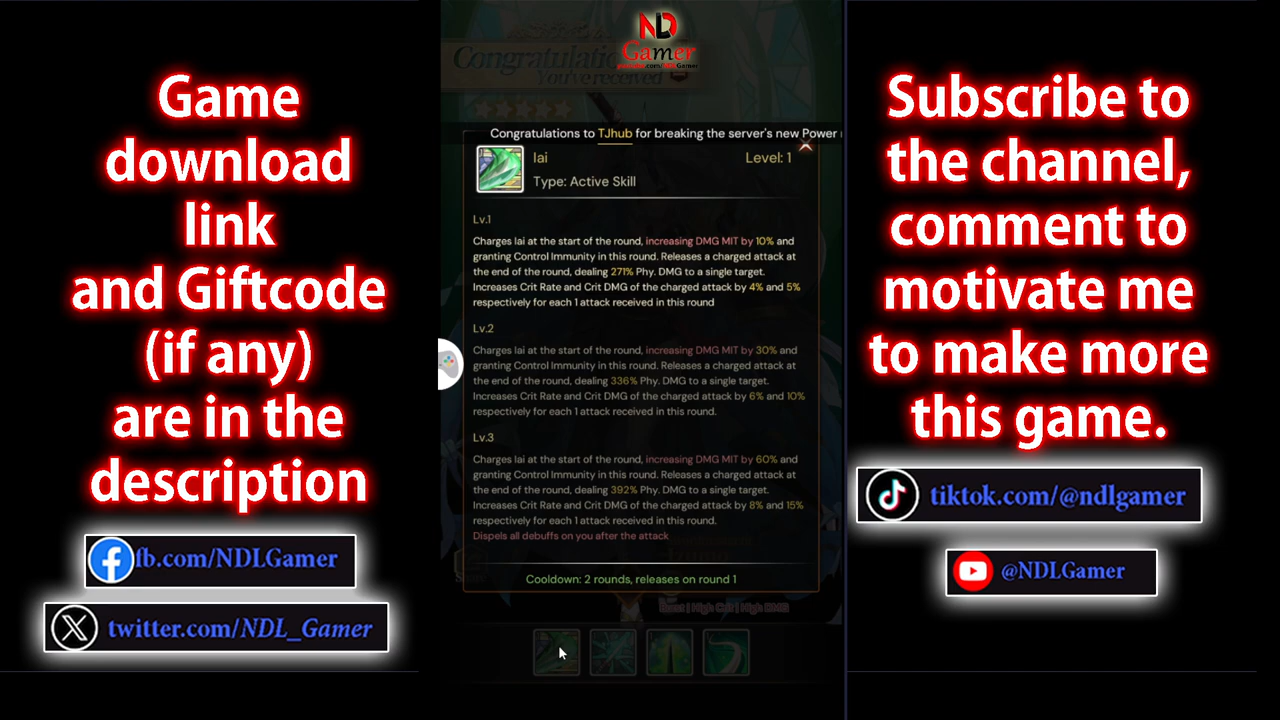 Game
download
link
and Giftcode
(if any)
are in the
description
fb.com/NDLGamer
twitter.com/NDL_Gamer
ND
Gamer
Congratulations
You've received
Congratulations to TJhub for breaking the server's new Power
Iai
Level: 1
Type: Active Skill
Lv.1
Charges Iai at the start of the round, increasing DMG MIT by 10% and
granting Control Immunity in this round. Releases a charged attack at
the end of the round, dealing 271% Phy. DMG to a single target.
Increases Crit Rate and Crit DMG of the charged attack by 4% and 5%
respectively for each 1 attack received in this round
Lv.2
Charges Iai at the start of the round, increasing DMG MIT by 30% and
granting Control Immunity in this round. Releases a charged attack at
the end of the round, dealing 336% Phy. DMG to a single target.
Increases Crit Rate and Crit DMG of the charged attack by 6% and 10%
respectively for each 1 attack received in this round.
Lv.3
Charges Iai at the start of the round, increasing DMG MIT by 60% and
granting Control Immunity in this round. Releases a charged attack at
the end of the round, dealing 392% Phy. DMG to a single target.
Increases Crit Rate and Crit DMG of the charged attack by 8% and 15%
respectively for each 1 attack received in this round.
Dispels all debuffs on you after the attack
Cooldown: 2 rounds, releases on round 1
Burst | High Crit | High DMG
Subscribe to
the channel,
comment to
motivate me
to make more
this game.
tiktok.com/@ndlgamer
@NDLGamer